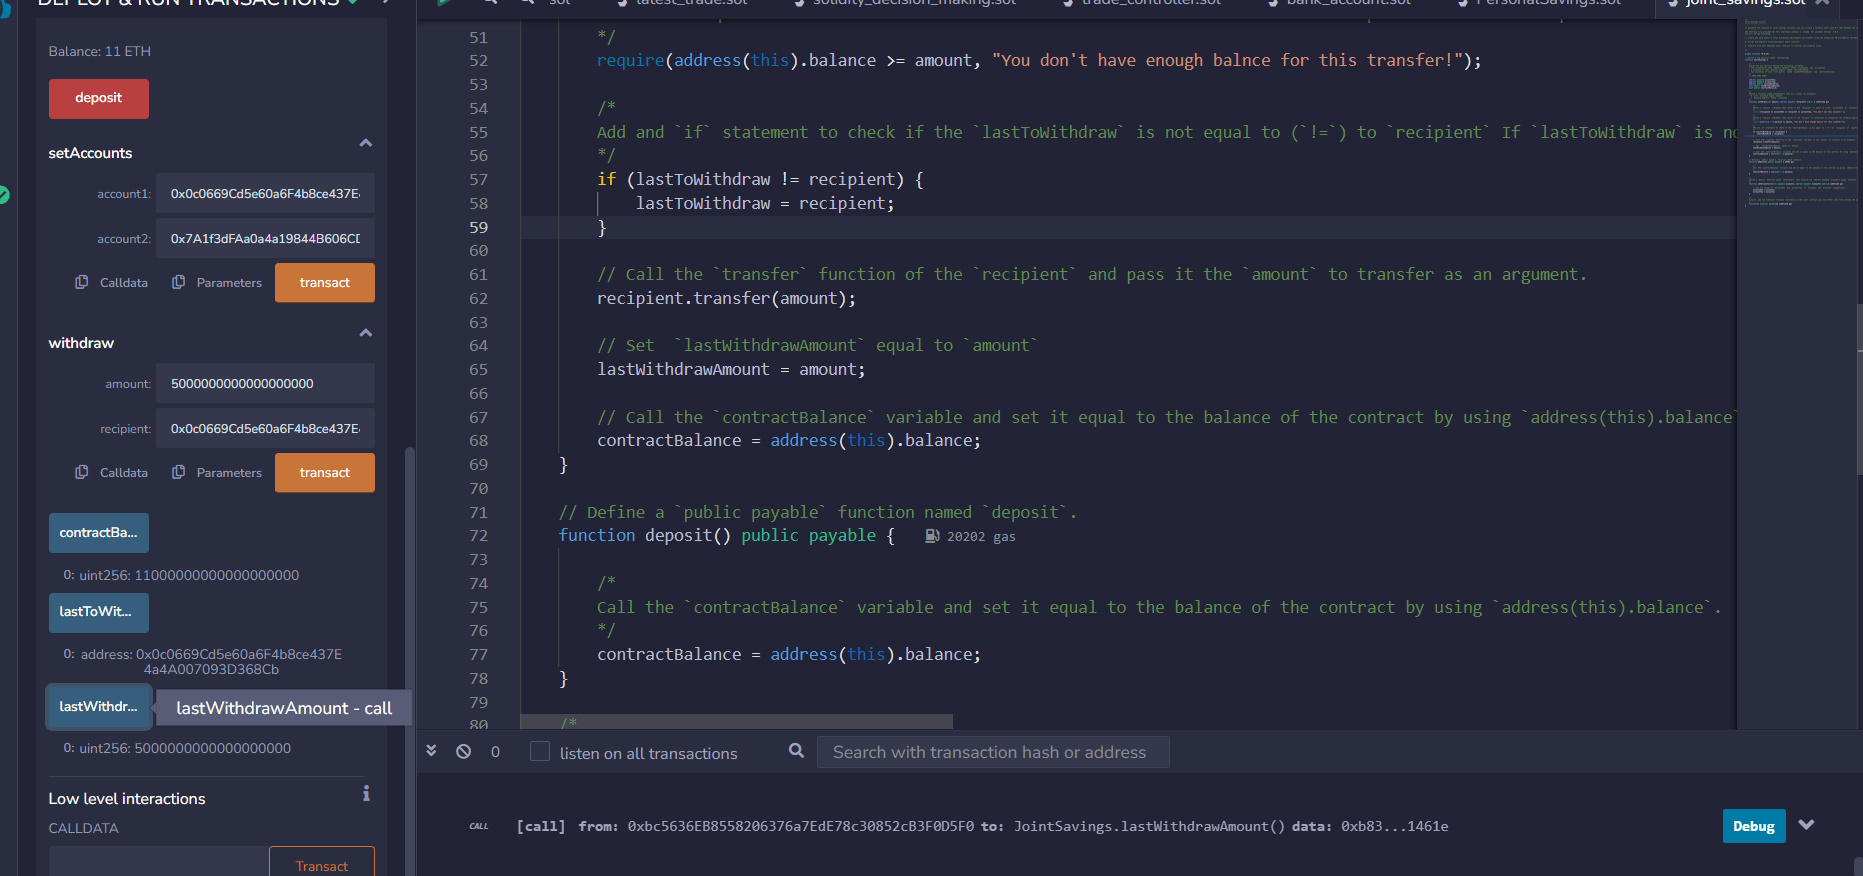 DEPLOY & RUN TRANSACTIONS
Balance: 11 ETH
deposit
setAccounts
account1: 0x0c0669Cd5e60a6F4b8ce437E
account2: 0x7A1f3dFAa0a4a19844B606CD
Calldata Parameters transact
withdraw
amount: 5000000000000000000
recipient: 0x0c0669Cd5e60a6F4b8ce437E
Calldata Parameters transact
contractBa...
0: uint256: 11000000000000000000
lastToWit...
0: address: 0x0c0669Cd5e60a6F4b8ce437E
4a4A007093D368Cb
lastWithdr... lastWithdrawAmount - call
0: uint256: 5000000000000000000
Low level interactions
CALLDATA
Transact
sol latest_trade.sol solidity_decision_making.sol trade_controller.sol bank_account.sol PersonalSavings.sol joint_savings.sol
51 */
52 require(address(this).balance >= amount, "You don't have enough balnce for this transfer!");
53
54 /*
55 Add and `if` statement to check if the `lastToWithdraw` is not equal to (`!=`) to `recipient` If `lastToWithdraw` is no
56 */
57 if (lastToWithdraw != recipient) {
58 lastToWithdraw = recipient;
59 }
60
61 // Call the `transfer` function of the `recipient` and pass it the `amount` to transfer as an argument.
62 recipient.transfer(amount);
63
64 // Set  `lastWithdrawAmount` equal to `amount`
65 lastWithdrawAmount = amount;
66
67 // Call the `contractBalance` variable and set it equal to the balance of the contract by using `address(this).balance`
68 contractBalance = address(this).balance;
69 }
70
71 // Define a `public payable` function named `deposit`.
72 function deposit() public payable { 20202 gas
73
74 /*
75 Call the `contractBalance` variable and set it equal to the balance of the contract by using `address(this).balance`.
76 */
77 contractBalance = address(this).balance;
78 }
79
80 /*
0 listen on all transactions Search with transaction hash or address
CALL [call] from: 0xbc5636EB8558206376a7EdE78c30852cB3F0D5F0 to: JointSavings.lastWithdrawAmount() data: 0xb83...1461e Debug